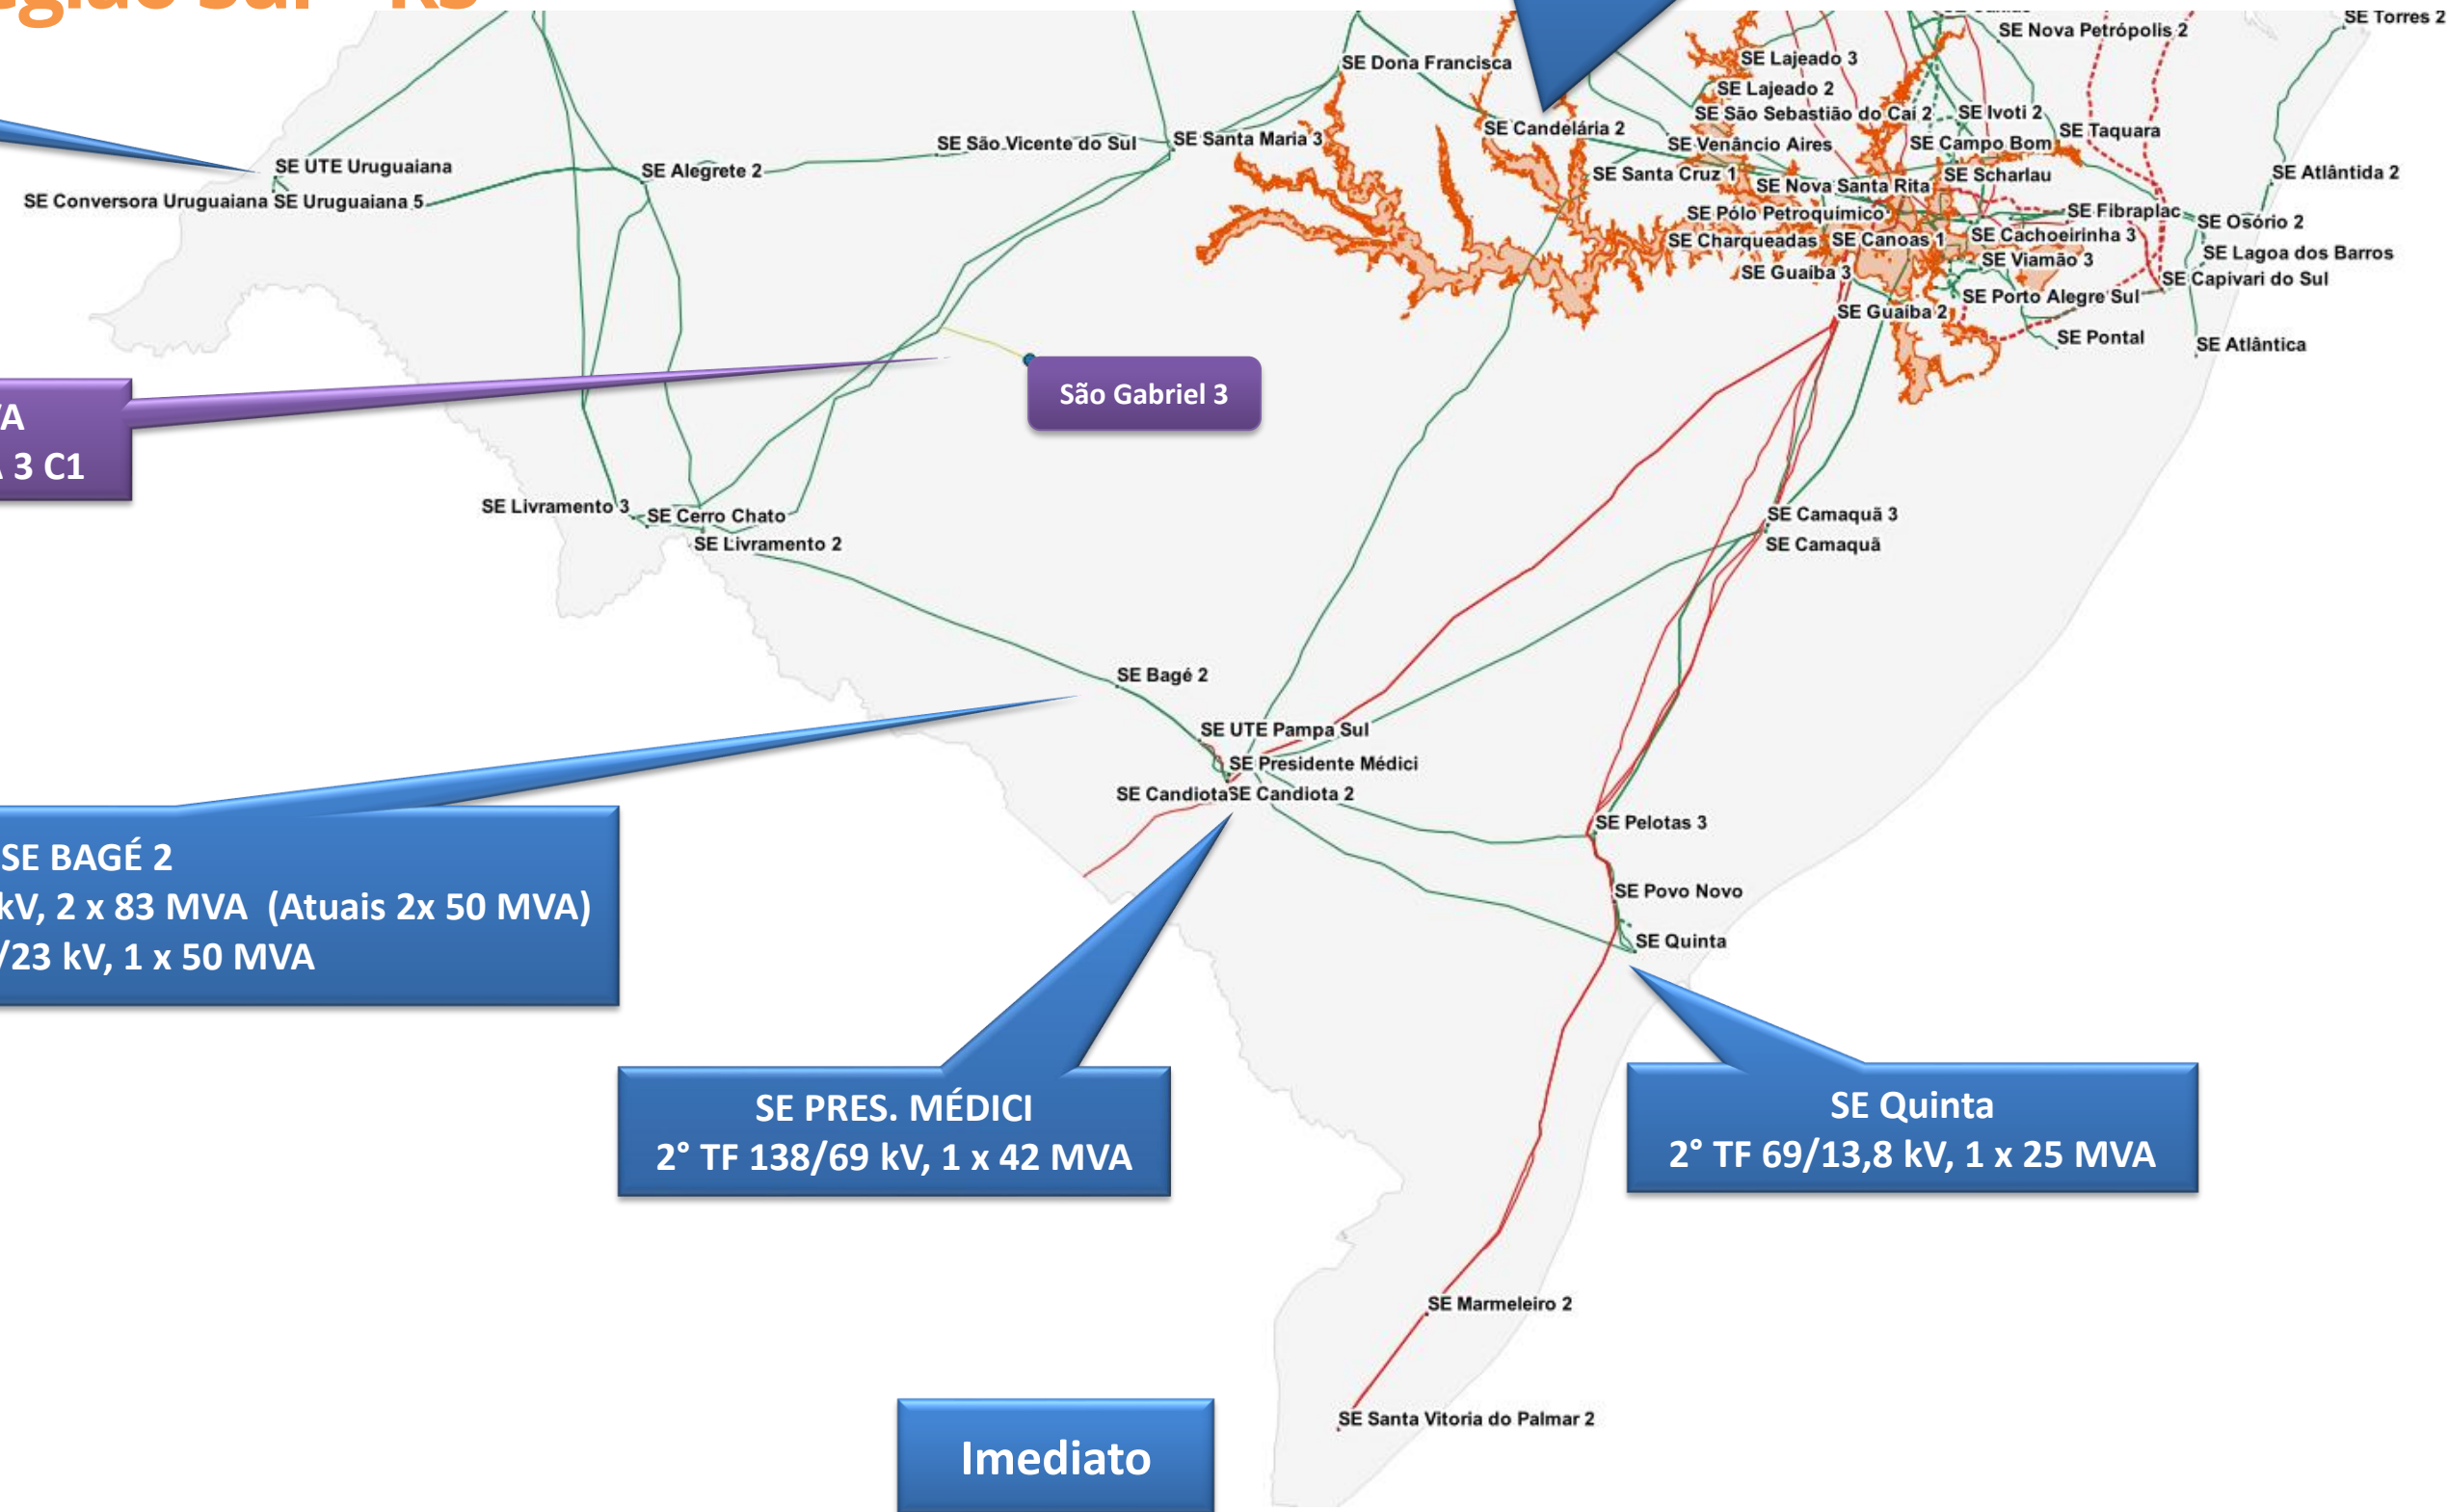 SE Torres 2
SE Nova Petrópolis 2
SE Lajeado 3
SE Dona Francisca
SE Lajeado 2
SE São Sebastião do Caí 2
SE Ivoti 2
SE Candelária 2
SE Taquara
SE Santa Maria 3
SE São Vicente do Sul
SE Venâncio Aires
SE Campo Bom
SE UTE Uruguaiana
SE Alegrete 2
SE Santa Cruz 1
SE Nova Santa Rita
SE Scharlau
SE Atlântida 2
SE Conversora Uruguaiana
SE Uruguaiana 5
SE Pólo Petroquímico
SE Fibraplac
SE Osório 2
SE Charqueadas
SE Canoas 1
SE Cachoeirinha 3
SE Lagoa dos Barros
SE Guaíba 3
SE Viamão 3
SE Capivari do Sul
SE Porto Alegre Sul
SE Guaíba 2
SE Pontal
SE Atlântica
São Gabriel 3
VA
A 3 C1
SE Livramento 3
SE Cerro Chato
SE Livramento 2
SE Camaquã 3
SE Camaquã
SE Bagé 2
SE UTE Pampa Sul
SE Presidente Médici
SE Candiota
SE Candiota 2
SE Pelotas 3
SE Povo Novo
SE Quinta
SE BAGÉ 2
kV, 2 x 83 MVA (Atuais 2x 50 MVA)
/23 kV, 1 x 50 MVA
SE PRES. MÉDICI
2° TF 138/69 kV, 1 x 42 MVA
SE Quinta
2° TF 69/13,8 kV, 1 x 25 MVA
SE Marmeleiro 2
SE Santa Vitoria do Palmar 2
Imediato